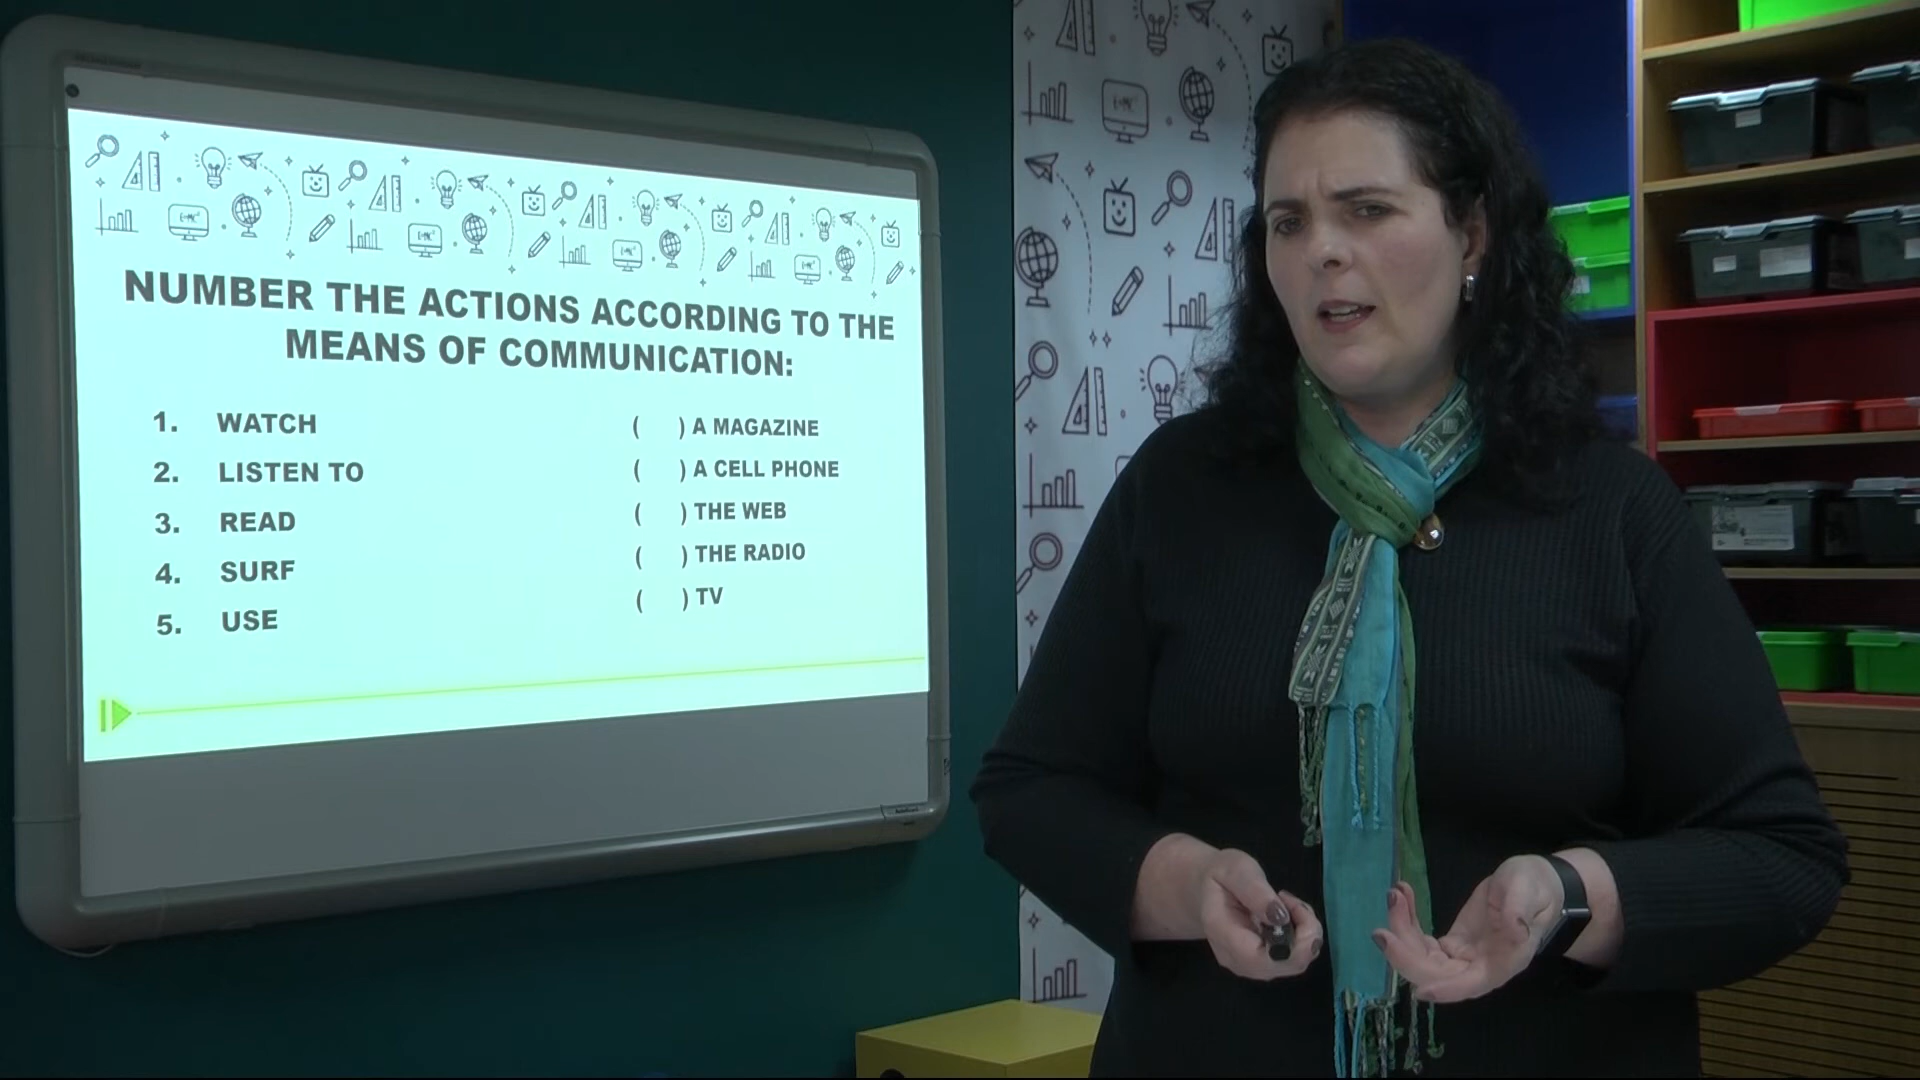 NUMBER THE ACTIONS ACCORDING TO THE
MEANS OF COMMUNICATION:
1. WATCH
2. LISTEN TO
3. READ
4. SURF
5. USE
( ) A MAGAZINE
( ) A CELL PHONE
( ) THE WEB
( ) THE RADIO
( ) TV